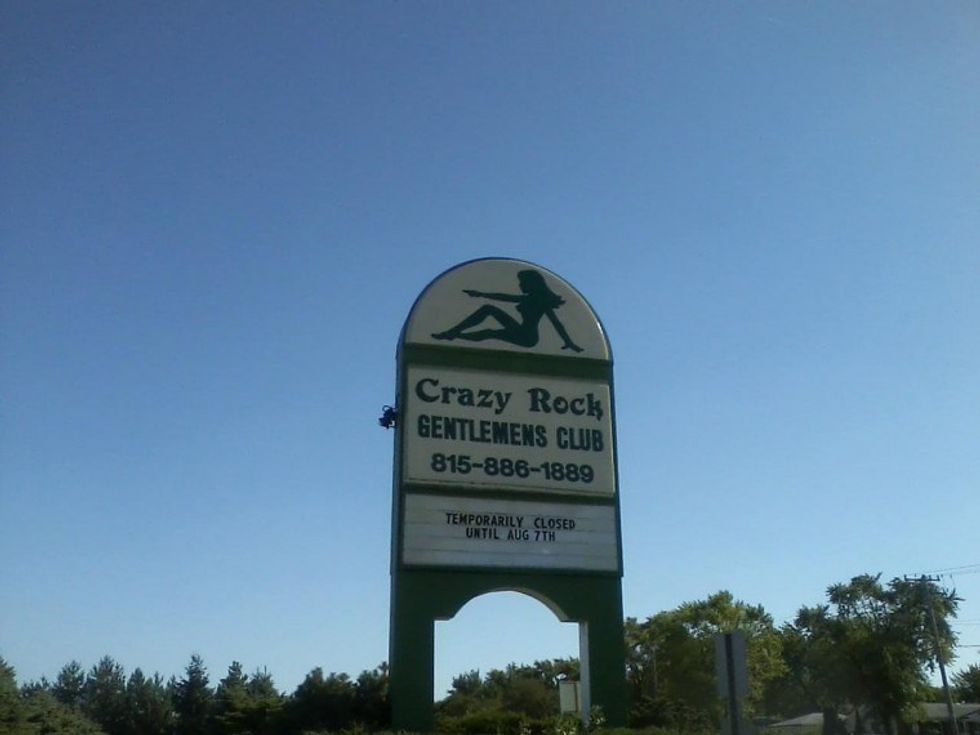 Crazy Rock
GENTLEMENS CLUB
815-886-1889
TEMPORARILY CLOSED
UNTIL AUG 7TH